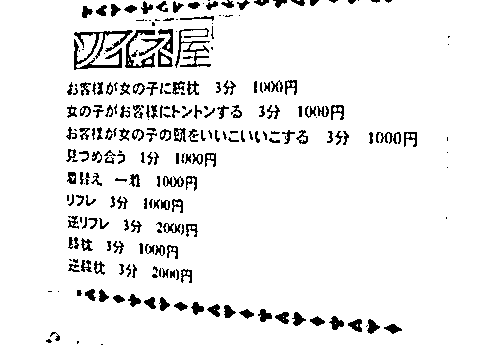 ソイネ屋
お客様が女の子に腕枕 3分 1000円
女の子がお客様にトントンする 3分 1000円
お客様が女の子の頭をいいこいいこする 3分 1000円
見つめ合う 1分 1000円
着替え 一着 1000円
リフレ 3分 1000円
逆リフレ 3分 2000円
膝枕 3分 1000円
逆膝枕 3分 2000円